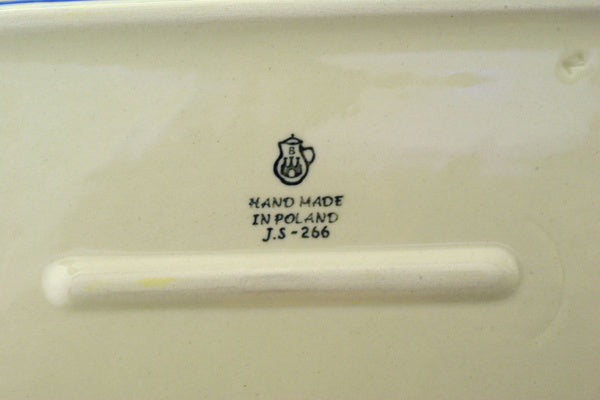 B
HAND MADE
IN POLAND
J.S-266